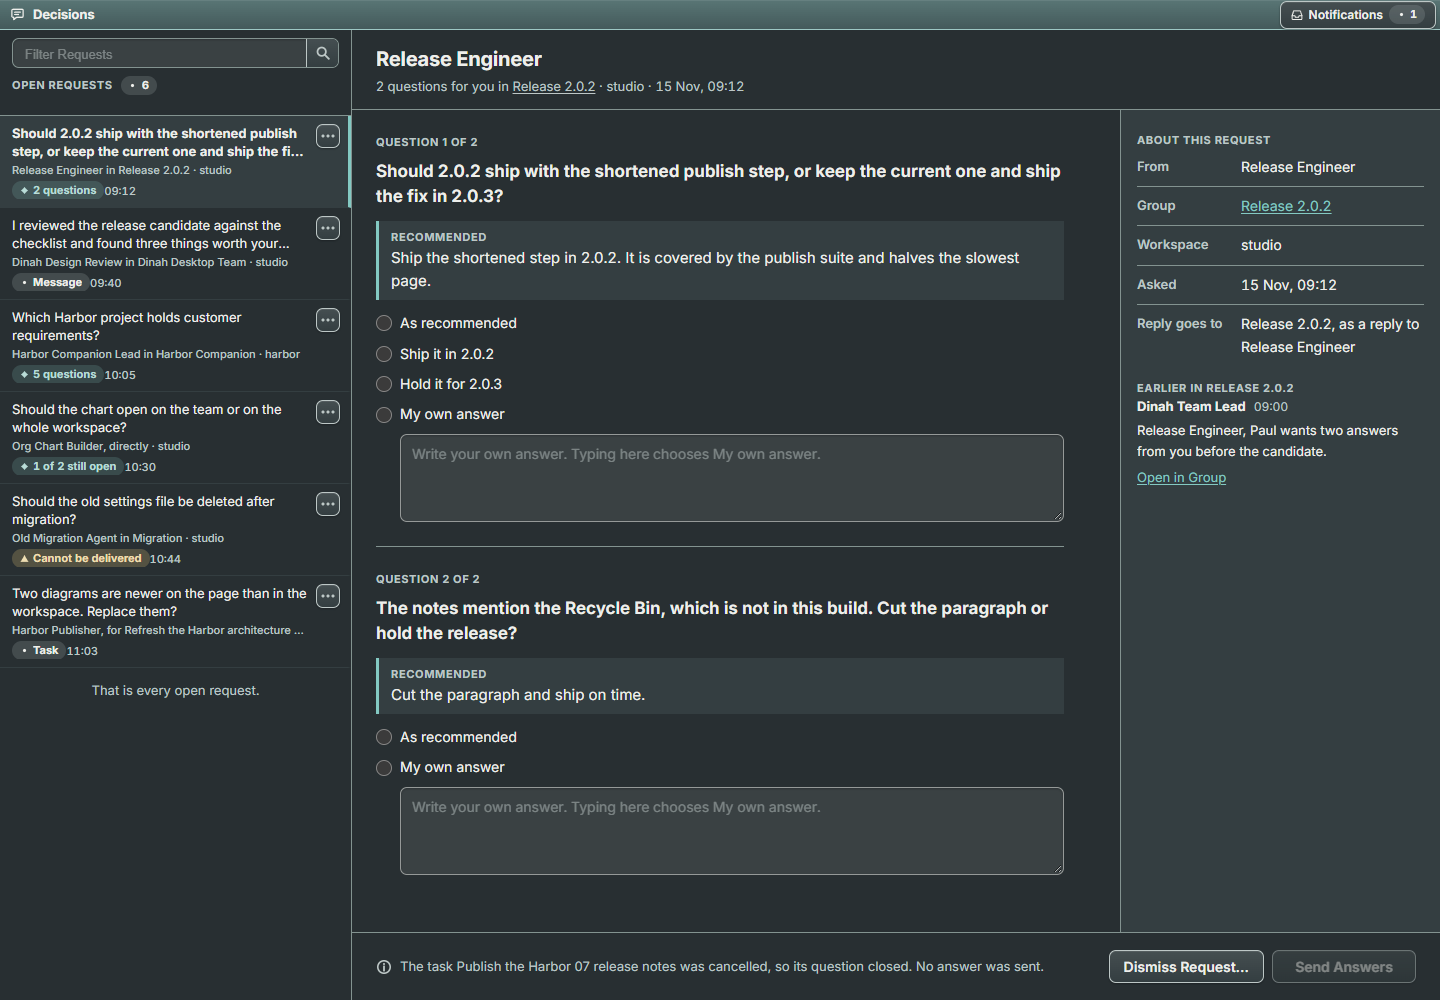 Decisions
Notifications • 1
Filter Requests
OPEN REQUESTS • 6
Should 2.0.2 ship with the shortened publish
step, or keep the current one and ship the fi...
Release Engineer in Release 2.0.2 · studio
2 questions 09:12
I reviewed the release candidate against the
checklist and found three things worth your...
Dinah Design Review in Dinah Desktop Team · studio
• Message 09:40
Which Harbor project holds customer
requirements?
Harbor Companion Lead in Harbor Companion · harbor
5 questions 10:05
Should the chart open on the team or on the
whole workspace?
Org Chart Builder, directly · studio
1 of 2 still open 10:30
Should the old settings file be deleted after
migration?
Old Migration Agent in Migration · studio
Cannot be delivered 10:44
Two diagrams are newer on the page than in the
workspace. Replace them?
Harbor Publisher, for Refresh the Harbor architecture ...
• Task 11:03
That is every open request.
Release Engineer
2 questions for you in Release 2.0.2 · studio · 15 Nov, 09:12
QUESTION 1 OF 2
Should 2.0.2 ship with the shortened publish step, or keep the current one and ship
the fix in 2.0.3?
RECOMMENDED
Ship the shortened step in 2.0.2. It is covered by the publish suite and halves the slowest
page.
As recommended
Ship it in 2.0.2
Hold it for 2.0.3
My own answer
Write your own answer. Typing here chooses My own answer.
QUESTION 2 OF 2
The notes mention the Recycle Bin, which is not in this build. Cut the paragraph or
hold the release?
RECOMMENDED
Cut the paragraph and ship on time.
As recommended
My own answer
Write your own answer. Typing here chooses My own answer.
ABOUT THIS REQUEST
From Release Engineer
Group Release 2.0.2
Workspace studio
Asked 15 Nov, 09:12
Reply goes to Release 2.0.2, as a reply to
Release Engineer
EARLIER IN RELEASE 2.0.2
Dinah Team Lead 09:00
Release Engineer, Paul wants two answers
from you before the candidate.
Open in Group
The task Publish the Harbor 07 release notes was cancelled, so its question closed. No answer was sent.
Dismiss Request...
Send Answers